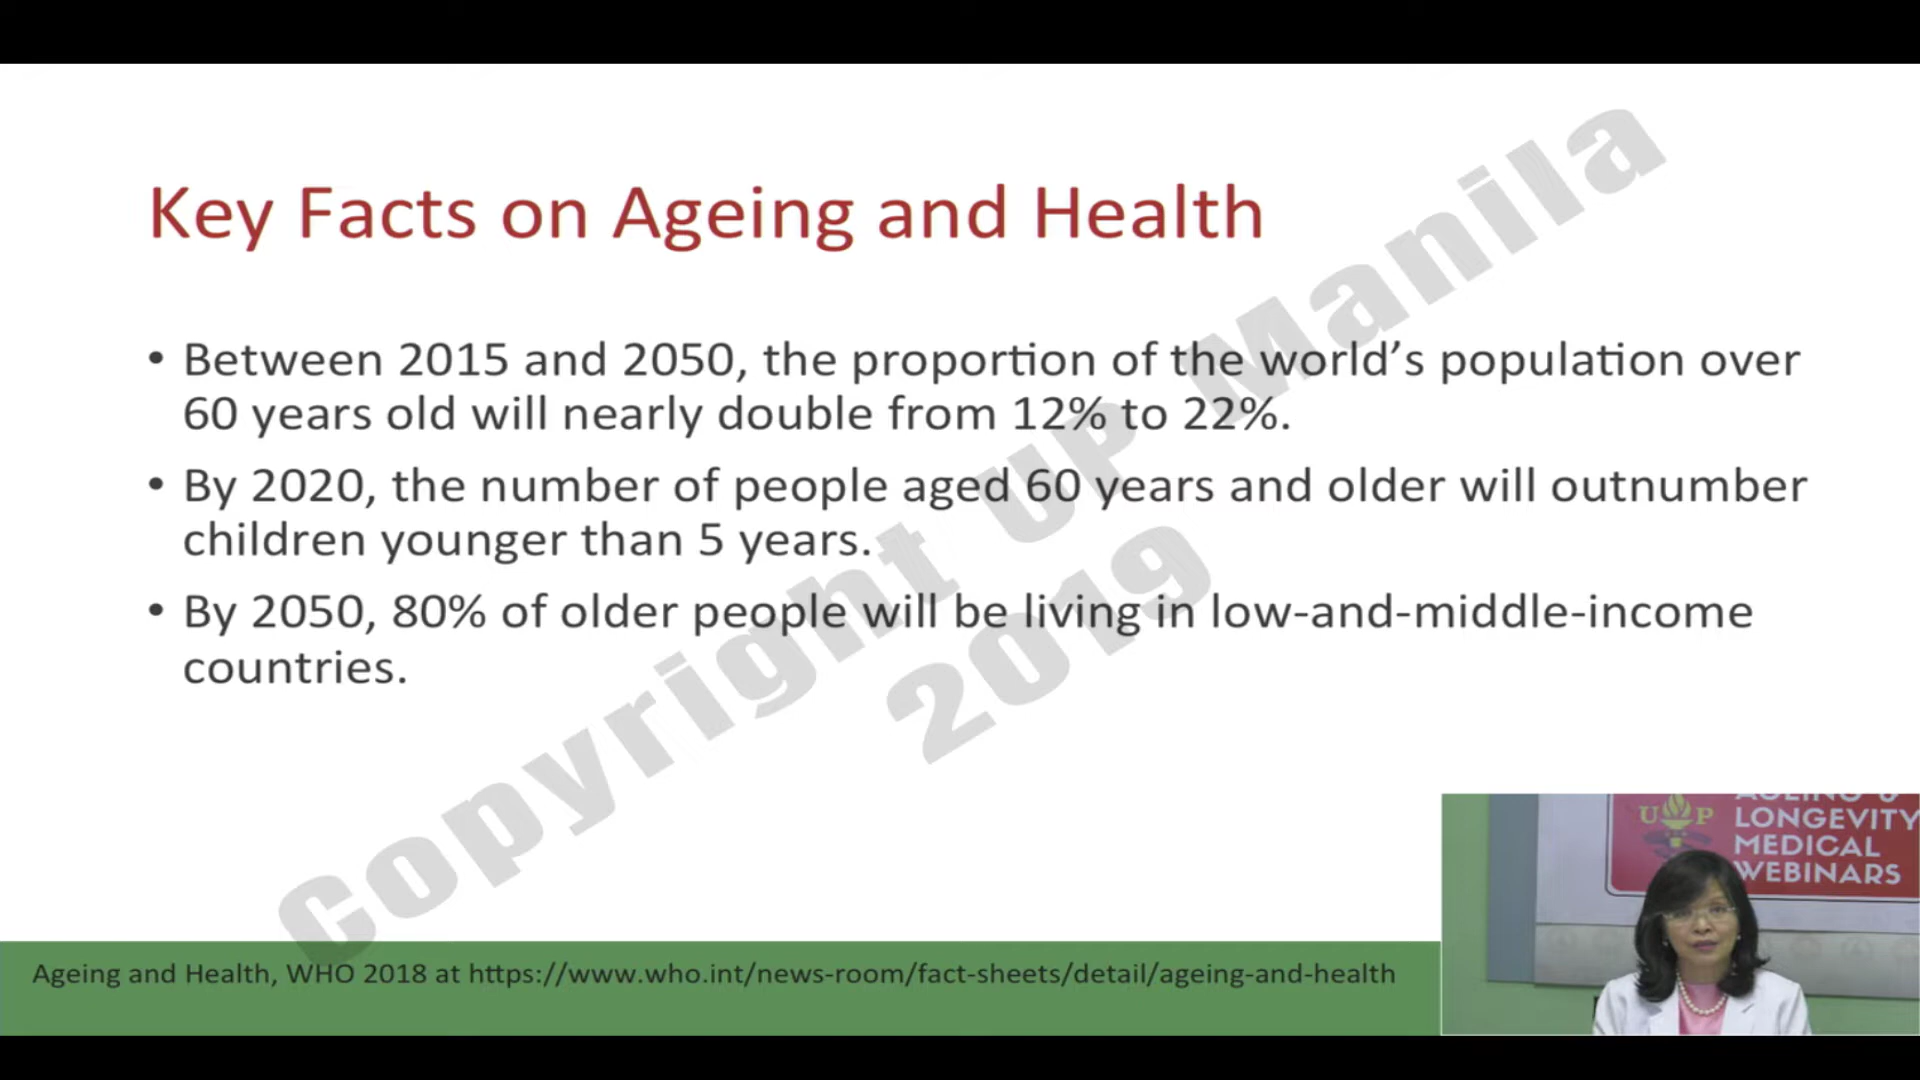 Key Facts on Ageing and Health
• Between 2015 and 2050, the proportion of the world’s population over
60 years old will nearly double from 12% to 22%.
• By 2020, the number of people aged 60 years and older will outnumber
children younger than 5 years.
• By 2050, 80% of older people will be living in low-and-middle-income
countries.
Copyright UP Manila
2019
Ageing and Health, WHO 2018 at https://www.who.int/news-room/fact-sheets/detail/ageing-and-health
UP
AGEING &
LONGEVITY
MEDICAL
WEBINARS